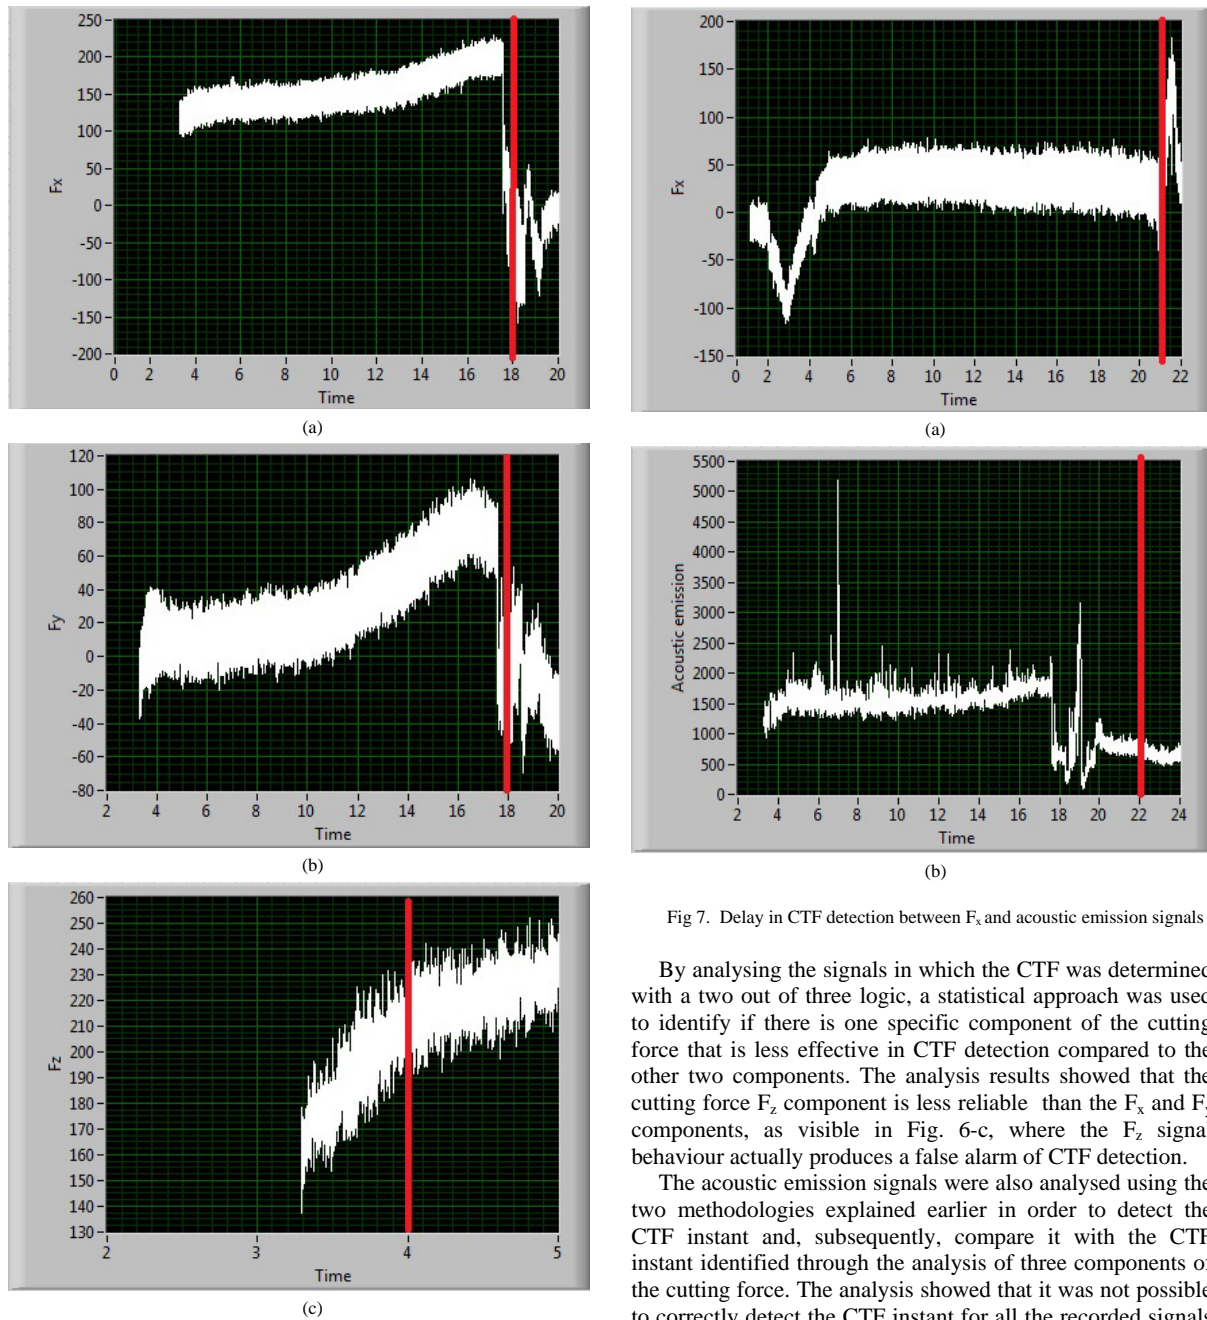 250
200
150
100
50
0
-50
-100
-150
-200
Fx
0 2 4 6 8 10 12 14 16 18 20
Time
(a)
120
100
80
60
40
20
0
-20
-40
-60
-80
Fy
2 4 6 8 10 12 14 16 18 20
Time
(b)
260
250
240
230
220
210
200
190
180
170
160
150
140
130
Fz
2 3 4 5
Time
(c)
200
150
100
50
0
-50
-100
-150
Fx
0 2 4 6 8 10 12 14 16 18 20 22
Time
(a)
5500
5000
4500
4000
3500
3000
2500
2000
1500
1000
500
0
Acoustic emission
2 4 6 8 10 12 14 16 18 20 22 24
Time
(b)
Fig 7. Delay in CTF detection between Fx and acoustic emission signals
By analysing the signals in which the CTF was determined
with a two out of three logic, a statistical approach was used
to identify if there is one specific component of the cutting
force that is less effective in CTF detection compared to the
other two components. The analysis results showed that the
cutting force Fz component is less reliable than the Fx and
components, as visible in Fig. 6-c, where the Fz signal
behaviour actually produces a false alarm of CTF detection.
The acoustic emission signals were also analysed using the
two methodologies explained earlier in order to detect the
CTF instant and, subsequently, compare it with the CTF
instant identified through the analysis of three components of
the cutting force. The analysis showed that it was not possible
to correctly detect the CTF instant for all the recorded signals